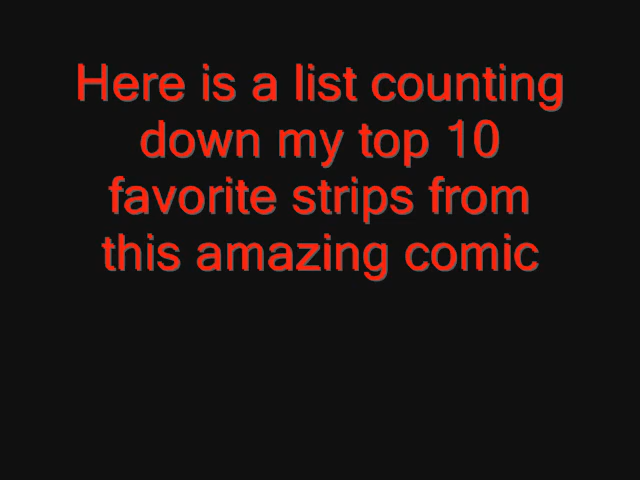 Here is a list counting
down my top 10
favorite strips from
this amazing comic